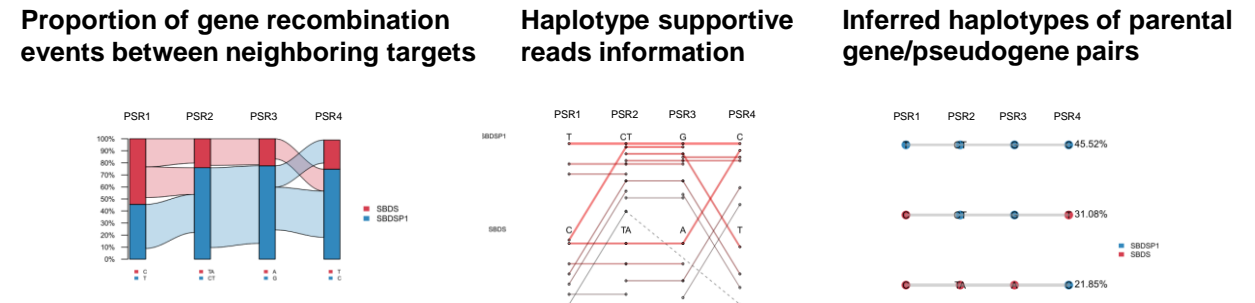 Proportion of gene recombination
events between neighboring targets
Haplotype supportive
reads information
Inferred haplotypes of parental
gene/pseudogene pairs
PSR1 PSR2 PSR3 PSR4
100%
90%
80%
70%
60%
50%
40%
30%
20%
10%
0%
C TA A T
T CT G C
SBDS
SBDSP1
PSR1 PSR2 PSR3 PSR4
SBDSP1 T CT G C
SBDS C TA A T
PSR1 PSR2 PSR3 PSR4
T CT G C 45.52%
C CT G T 31.08%
C TA A C 21.85%
SBDSP1
SBDS